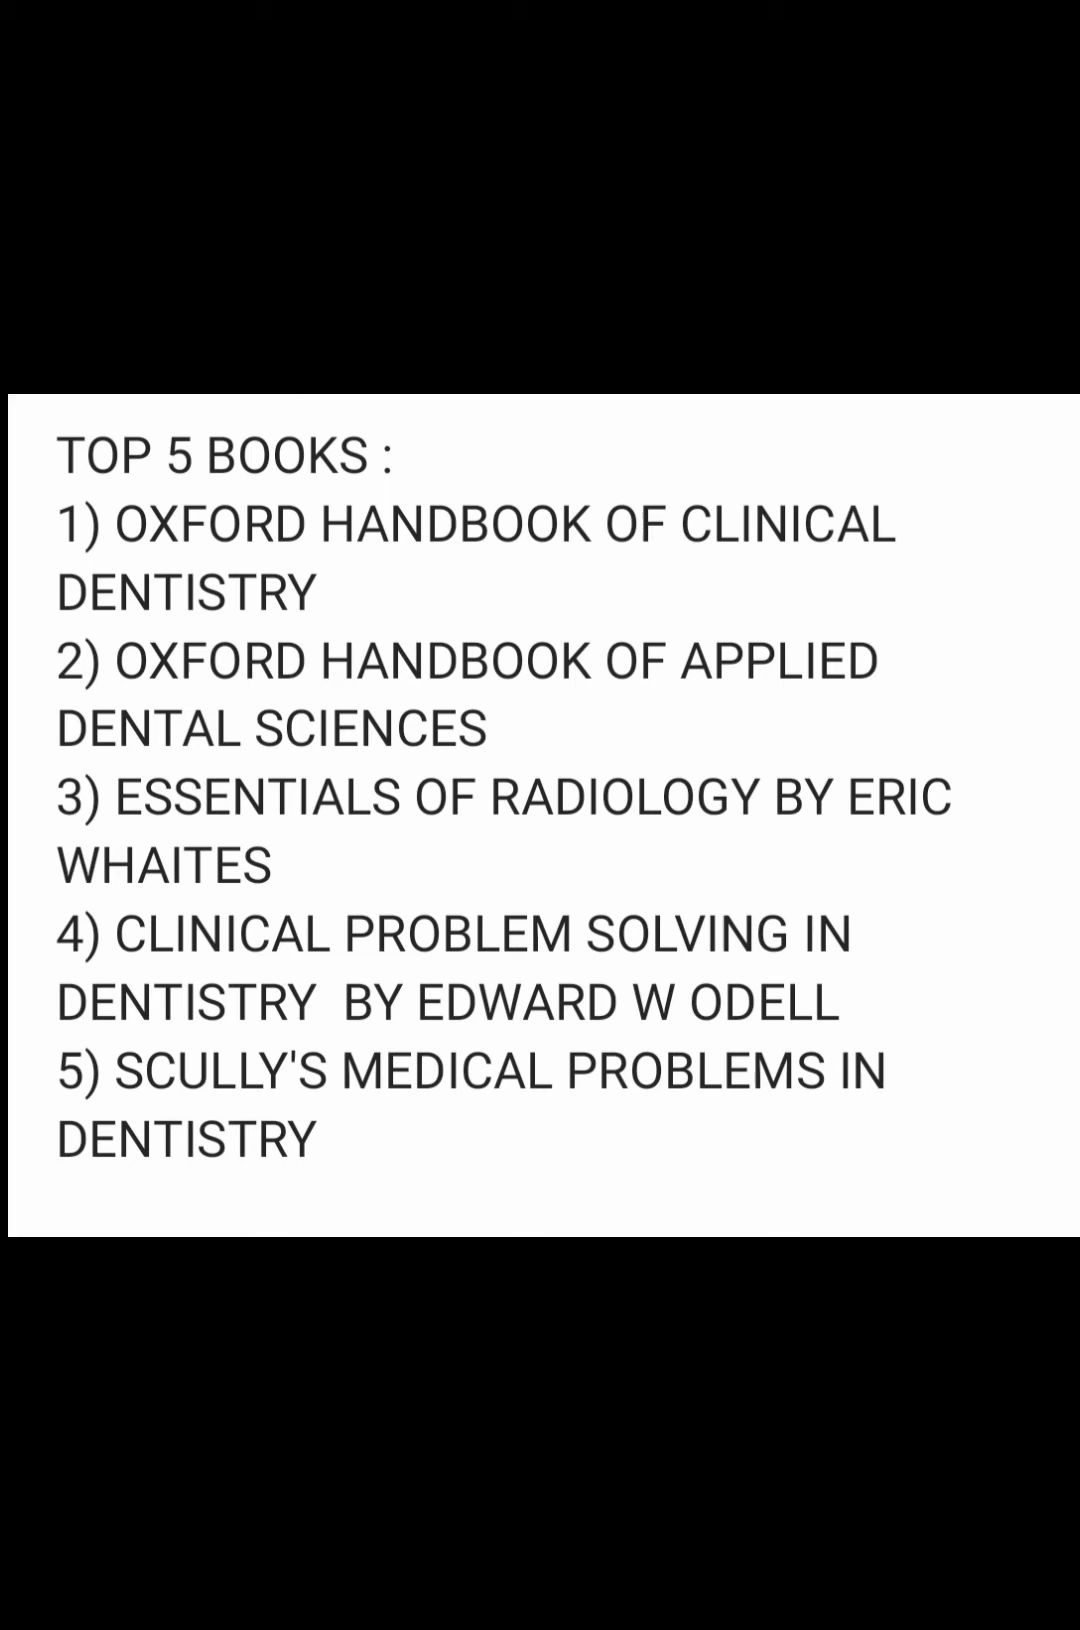 TOP 5 BOOKS :
1) OXFORD HANDBOOK OF CLINICAL
DENTISTRY
2) OXFORD HANDBOOK OF APPLIED
DENTAL SCIENCES
3) ESSENTIALS OF RADIOLOGY BY ERIC
WHAITES
4) CLINICAL PROBLEM SOLVING IN
DENTISTRY  BY EDWARD W ODELL
5) SCULLY'S MEDICAL PROBLEMS IN
DENTISTRY